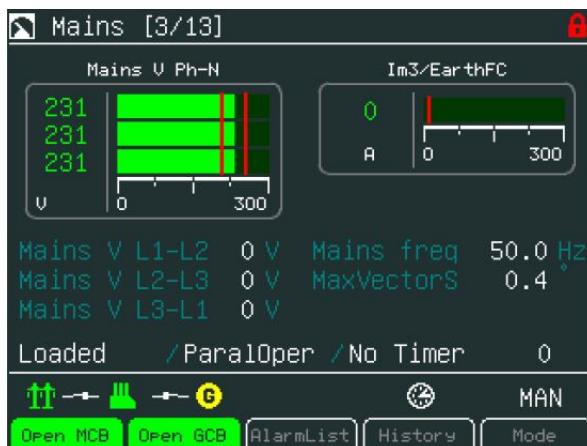 Mains [3/13]
Mains V Ph-N
Im3/EarthFC
231
231
231
V 0 300
0
A 0 300
Mains V L1-L2 0 V Mains freq 50.0 Hz
Mains V L2-L3 0 V MaxVectorS 0.4 °
Mains V L3-L1 0 V
Loaded /ParalOper /No Timer 0
G MAN
Open MCB Open GCB AlarmList History Mode